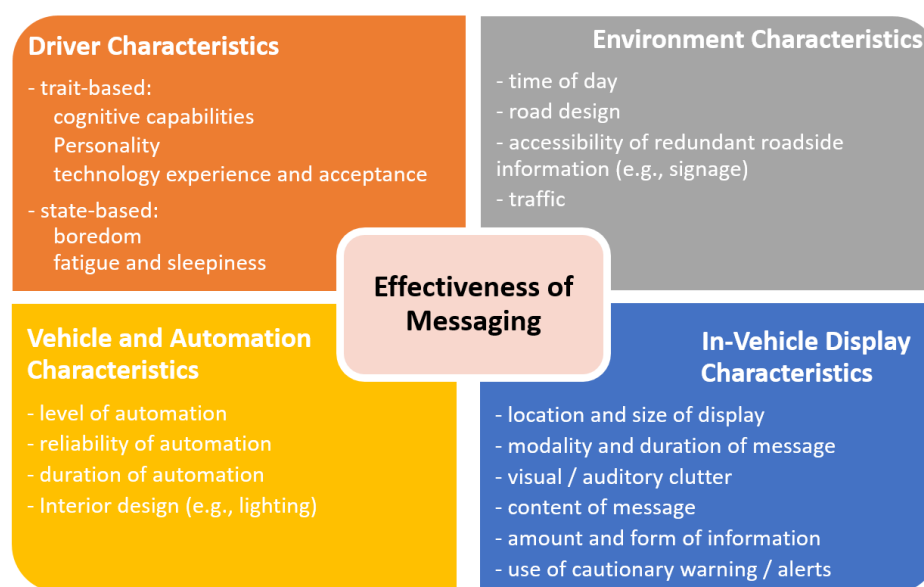 Driver Characteristics
- trait-based:
cognitive capabilities
Personality
technology experience and acceptance
- state-based:
boredom
fatigue and sleepiness
Environment Characteristics
- time of day
- road design
- accessibility of redundant roadside
information (e.g., signage)
- traffic
Effectiveness of
Messaging
Vehicle and Automation
Characteristics
- level of automation
- reliability of automation
- duration of automation
- Interior design (e.g., lighting)
In-Vehicle Display
Characteristics
- location and size of display
- modality and duration of message
- visual / auditory clutter
- content of message
- amount and form of information
- use of cautionary warning / alerts